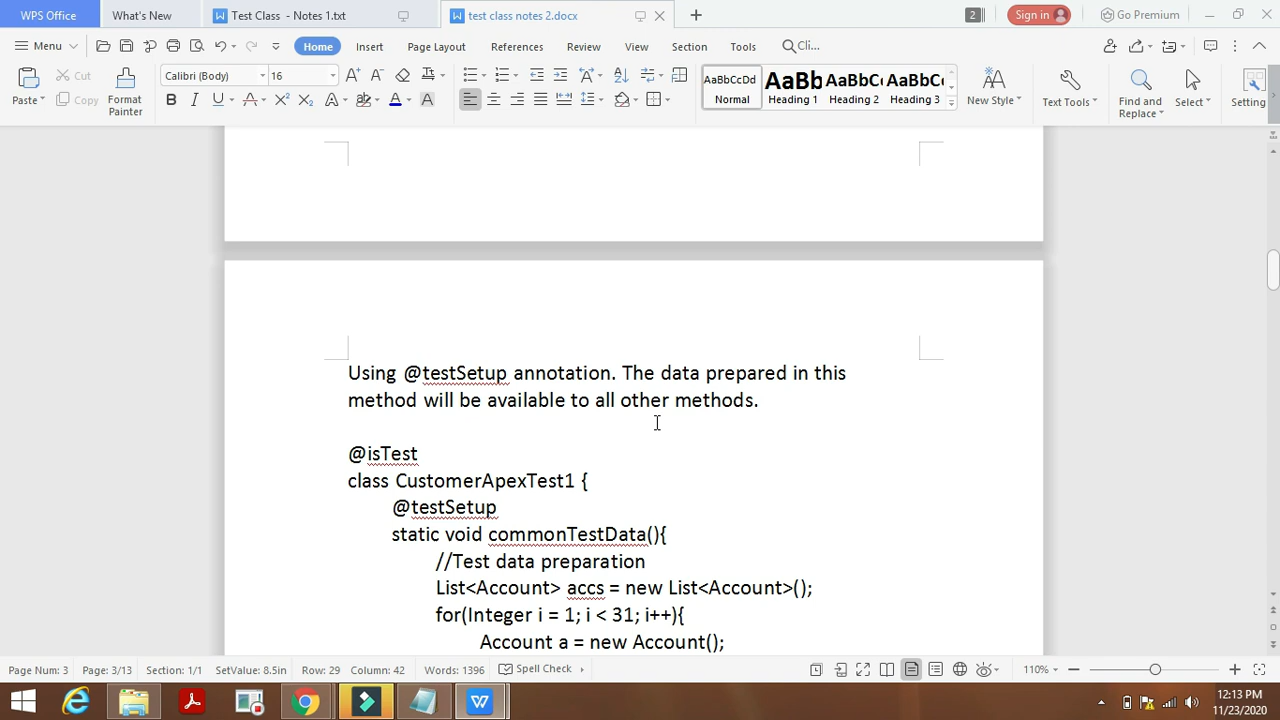 WPS Office What's New Test Class - Notes 1.txt test class notes 2.docx 2 Sign in Go Premium
Menu Home Insert Page Layout References Review View Section Tools Cli...
Paste Cut Copy Format Painter Calibri (Body) 16 AaBbCcDd Normal AaBb Heading 1 AaBbC Heading 2 AaBbC Heading 3 New Style Text Tools Find and Replace Select Setting
Using @testSetup annotation. The data prepared in this
method will be available to all other methods.
@isTest
class CustomerApexTest1 {
@testSetup
static void commonTestData(){
//Test data preparation
List<Account> accs = new List<Account>();
for(Integer i = 1; i < 31; i++){
Account a = new Account();
Page Num: 3 Page: 3/13 Section: 1/1 SetValue: 8.5in Row: 29 Column: 42 Words: 1396 Spell Check 110%
12:13 PM
11/23/2020